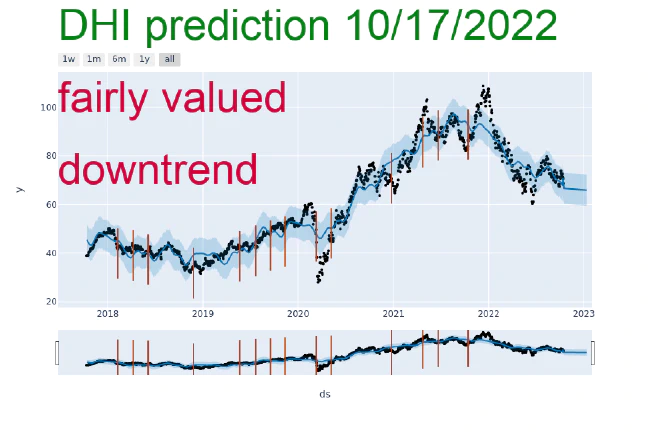 DHI prediction 10/17/2022
1w 1m 6m 1y all
fairly valued
downtrend
100
80
60
40
20
y
2018 2019 2020 2021 2022 2023
ds